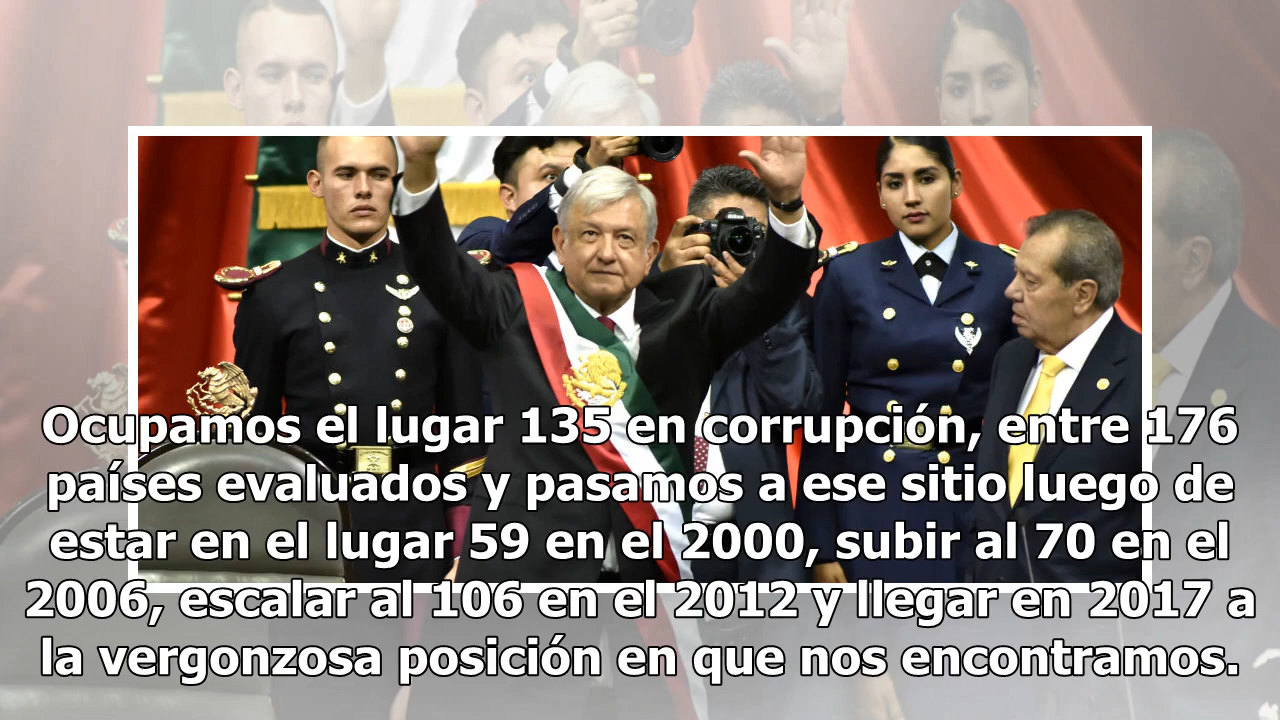 Ocupamos el lugar 135 en corrupción, entre 176
países evaluados y pasamos a ese sitio luego de
estar en el lugar 59 en el 2000, subir al 70 en el
2006, escalar al 106 en el 2012 y llegar en 2017 a
la vergonzosa posición en que nos encontramos.